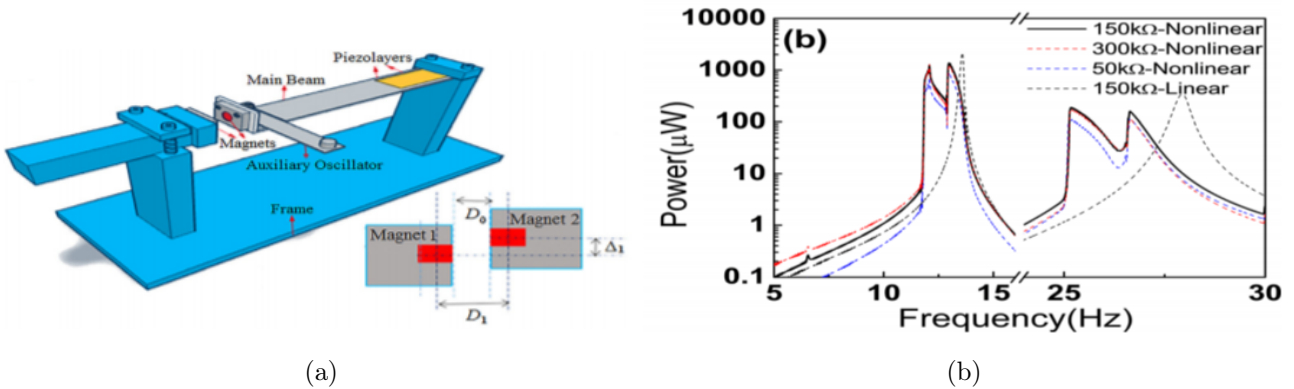 Piezolayers
Main Beam
Magnets
Auxiliary Oscillator
Frame
D₀
Magnet 1
Magnet 2
Δ₁
D₁
(a)
(b)
150kΩ-Nonlinear
300kΩ-Nonlinear
50kΩ-Nonlinear
150kΩ-Linear
Power(μW)
10000
1000
100
10
1
0.1
5 10 15 25 30
Frequency(Hz)
(b)